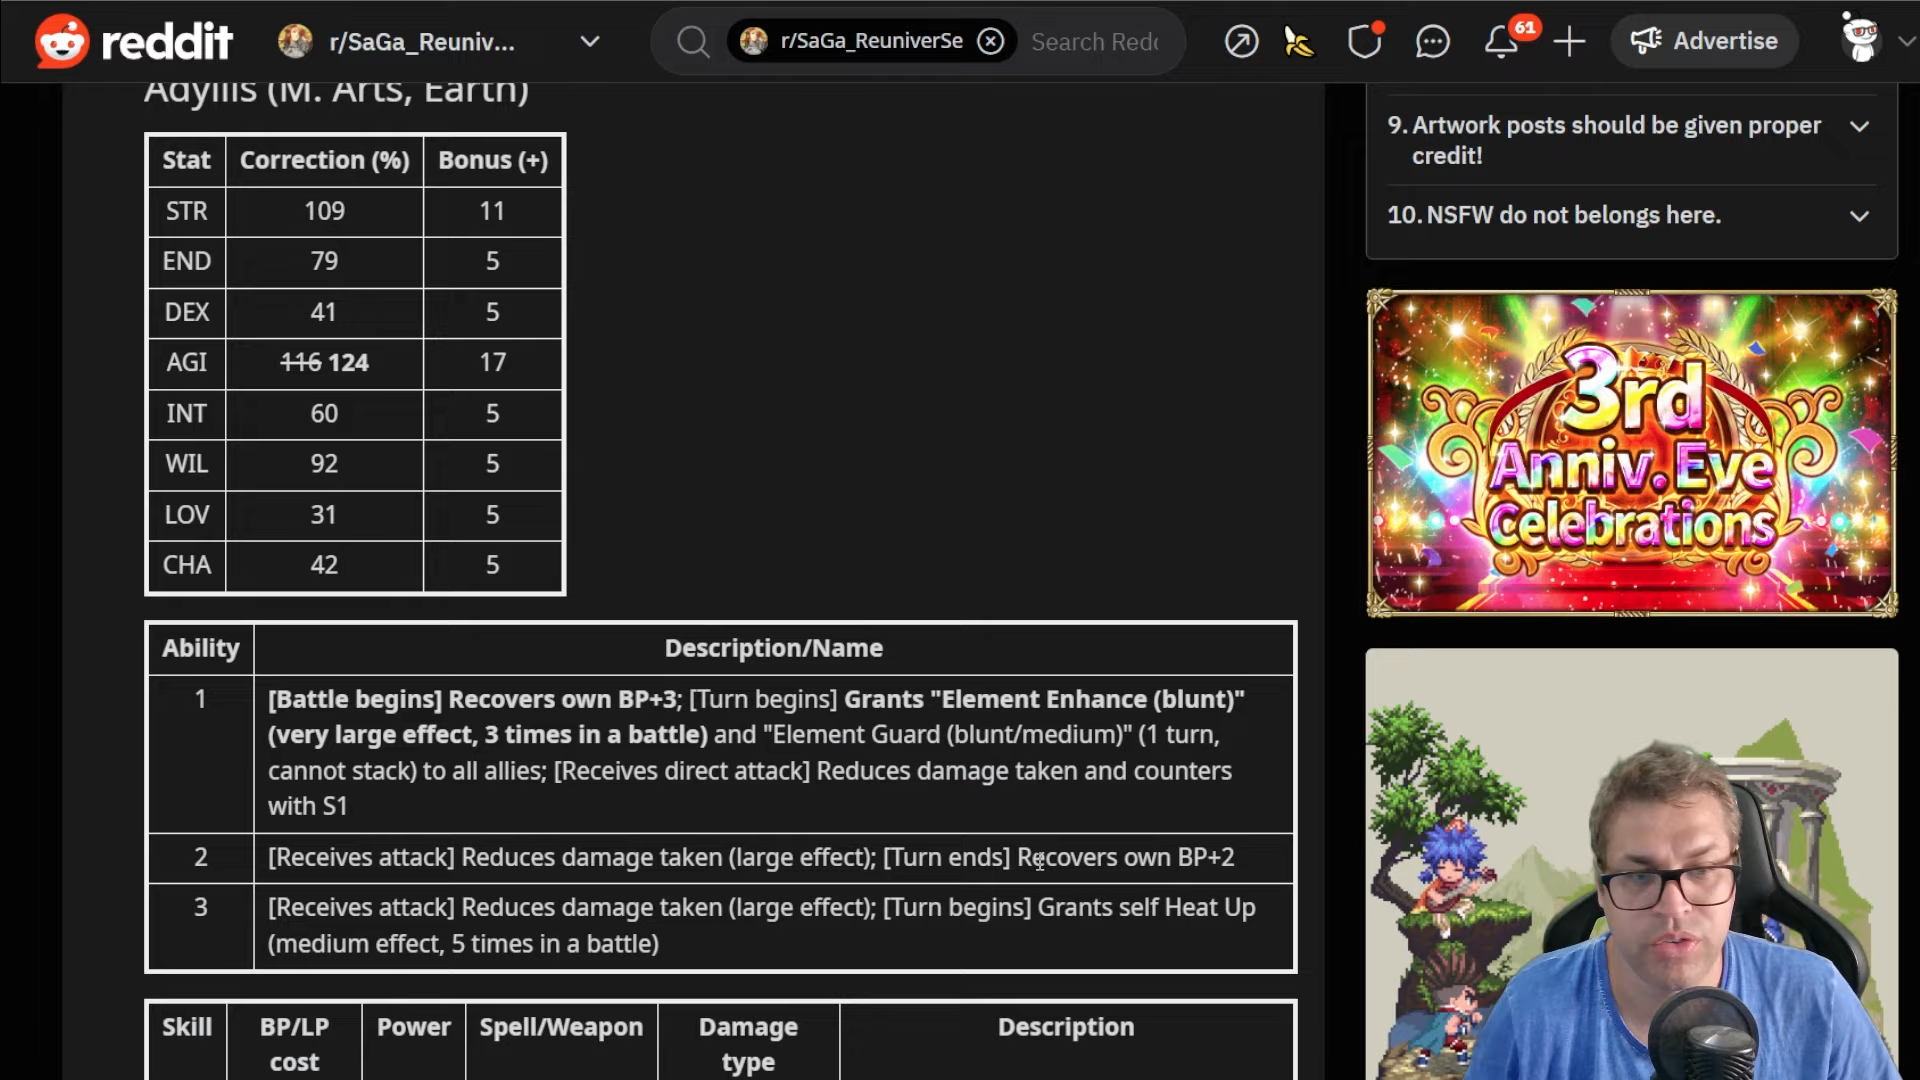 reddit
r/SaGa_Reuniv...
r/SaGa_ReuniverSe
Search Redd
61
Advertise
Adyllis (M. Arts, Earth)
Stat Correction (%) Bonus (+)
STR 109 11
END 79 5
DEX 41 5
AGI 116 124 17
INT 60 5
WIL 92 5
LOV 31 5
CHA 42 5
Ability Description/Name
1 [Battle begins] Recovers own BP+3; [Turn begins] Grants "Element Enhance (blunt)"
(very large effect, 3 times in a battle) and "Element Guard (blunt/medium)" (1 turn,
cannot stack) to all allies; [Receives direct attack] Reduces damage taken and counters
with S1
2 [Receives attack] Reduces damage taken (large effect); [Turn ends] Recovers own BP+2
3 [Receives attack] Reduces damage taken (large effect); [Turn begins] Grants self Heat Up
(medium effect, 5 times in a battle)
Skill BP/LP cost Power Spell/Weapon Damage type Description
9. Artwork posts should be given proper
credit!
10. NSFW do not belongs here.
3rd
Anniv. Eve
Celebrations